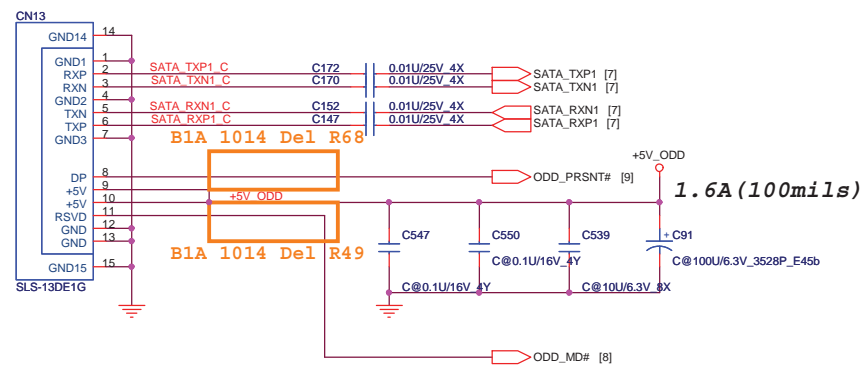 CN13
GND14 14
GND1 1
RXP 2 SATA_TXP1_C C172 0.01U/25V_4X SATA_TXP1 [7]
RXN 3 SATA_TXN1_C C170 0.01U/25V_4X SATA_TXN1 [7]
GND2 4
TXN 5 SATA_RXN1_C C152 0.01U/25V_4X SATA_RXN1 [7]
TXP 6 SATA_RXP1_C C147 0.01U/25V_4X SATA_RXP1 [7]
GND3 7
B1A 1014 Del R68
+5V_ODD
DP 8 ODD_PRSNT# [9]
1.6A(100mils)
+5V 9
+5V 10 +5V_ODD
RSVD 11
GND 12
C547 C550 C539 + C91
GND 13
B1A 1014 Del R49
C@0.1U/16V_4Y C@100U/6.3V_3528P_E45b
GND15 15
SLS-13DE1G
C@0.1U/16V_4Y C@10U/6.3V_8X
ODD_MD# [8]